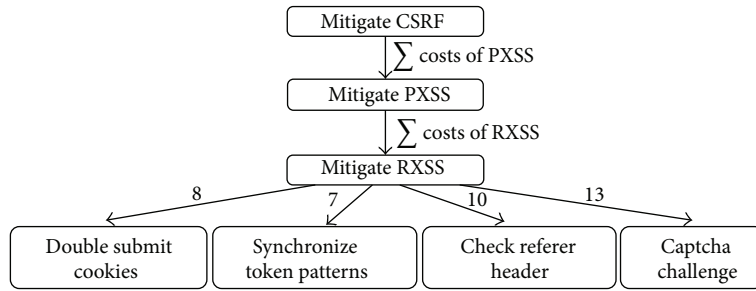 Mitigate CSRF
∑ costs of PXSS
Mitigate PXSS
∑ costs of RXSS
Mitigate RXSS
8
7
10
13
Double submit
cookies
Synchronize
token patterns
Check referer
header
Captcha
challenge